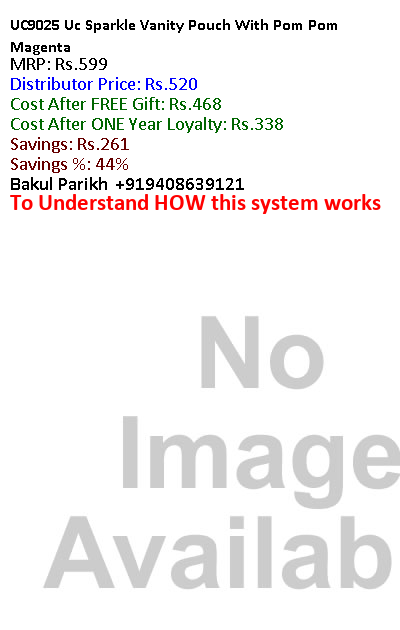 UC9025 Uc Sparkle Vanity Pouch With Pom Pom
Magenta
MRP: Rs.599
Distributor Price: Rs.520
Cost After FREE Gift: Rs.468
Cost After ONE Year Loyalty: Rs.338
Savings: Rs.261
Savings %: 44%
Bakul Parikh +919408639121
To Understand HOW this system works
No
Image
Availab